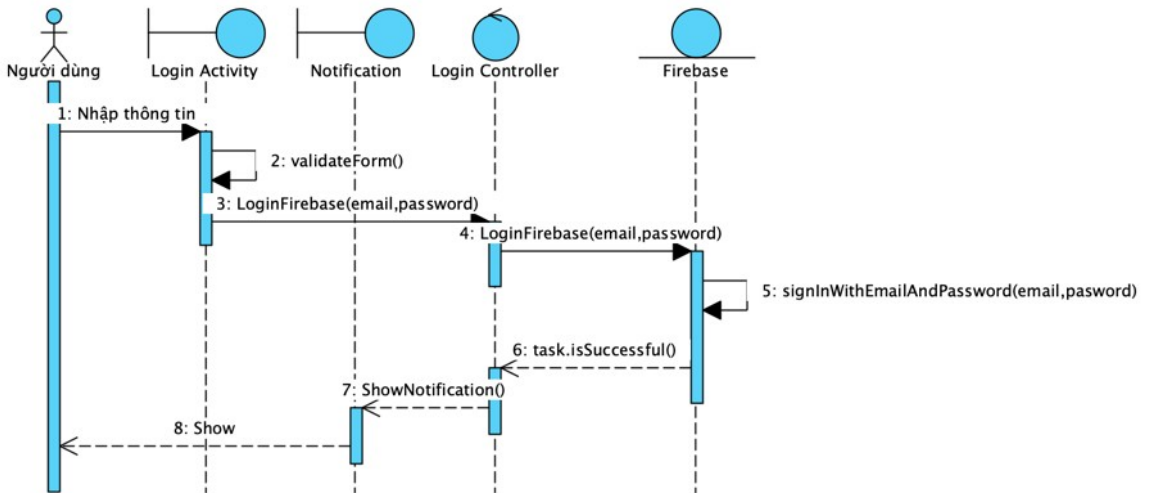 Người dùng
Login Activity
Notification
Login Controller
Firebase
1: Nhập thông tin
2: validateForm()
3: LoginFirebase(email,password)
4: LoginFirebase(email,password)
5: signInWithEmailAndPassword(email,pasword)
6: task.isSuccessful()
7: ShowNotification()
8: Show